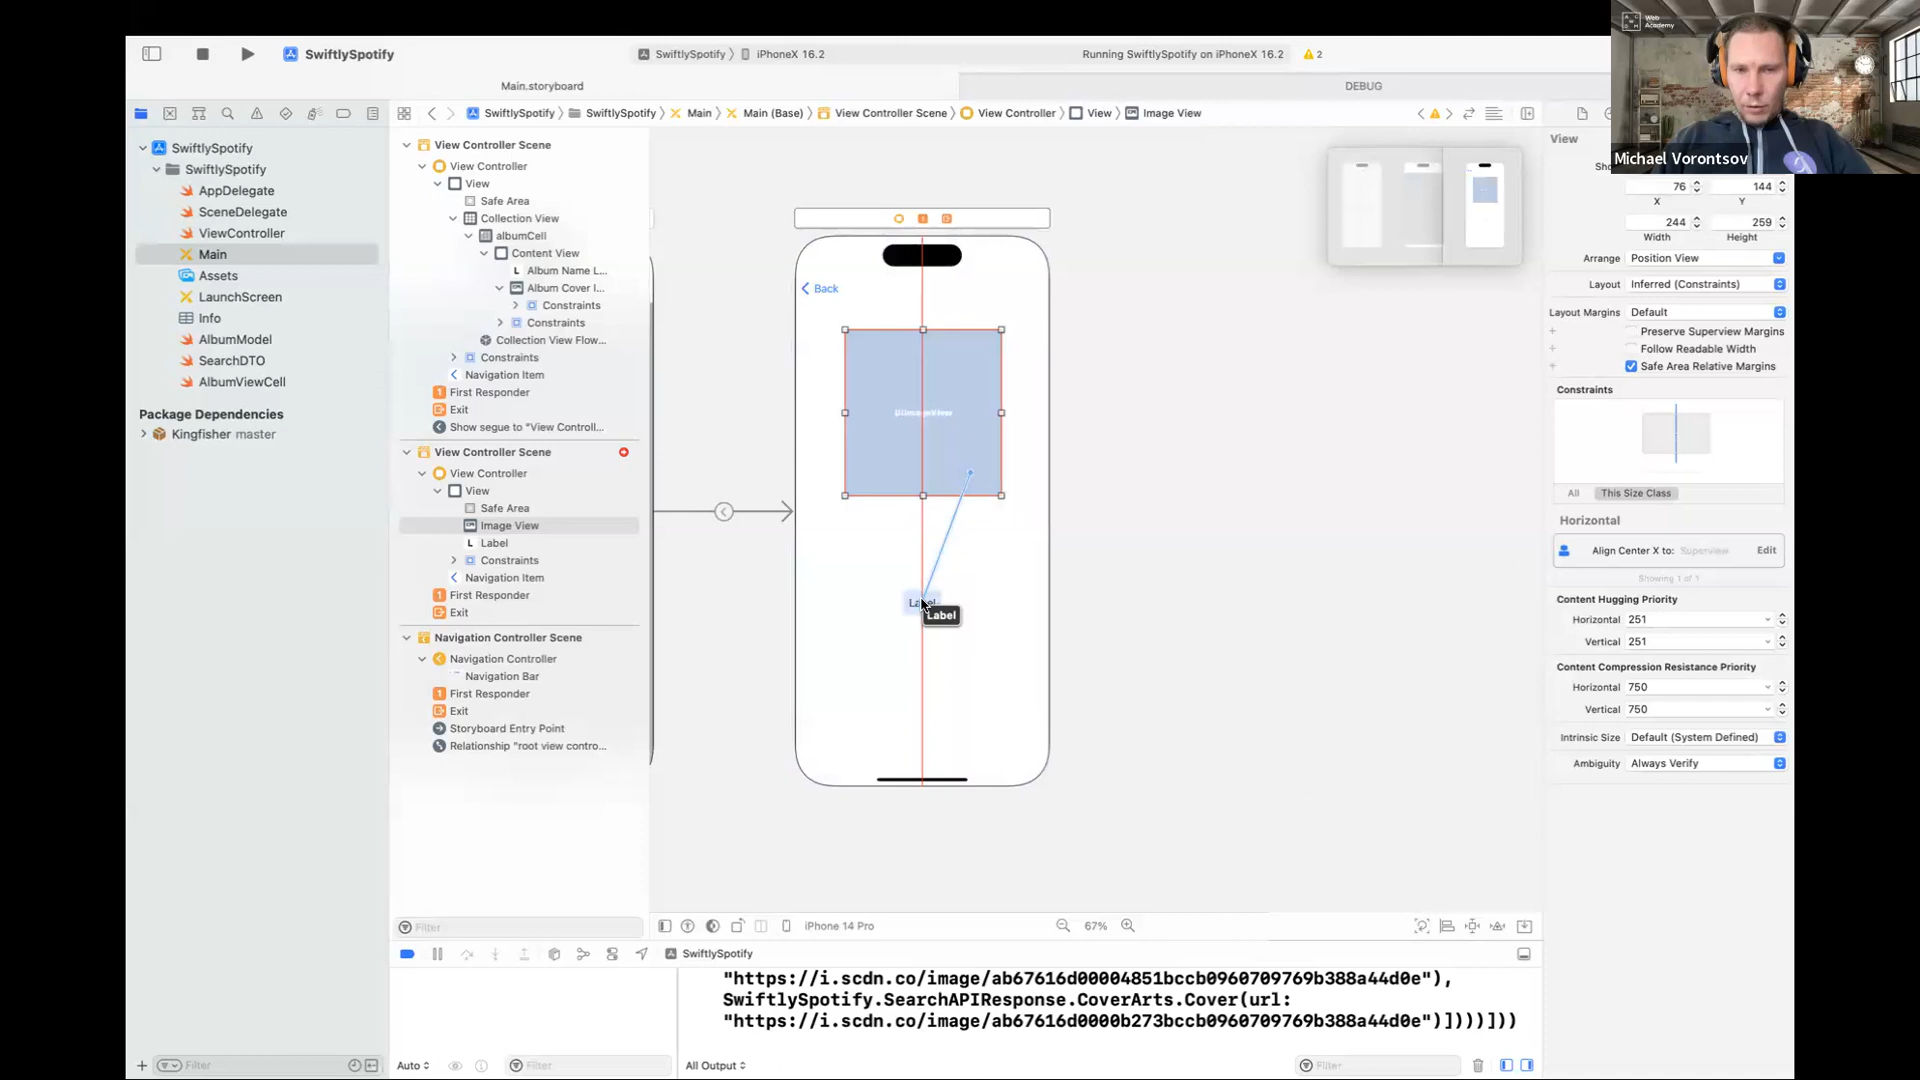 SwiftlySpotify
SwiftlySpotify
iPhoneX 16.2
Running SwiftlySpotify on iPhoneX 16.2
2
Web
Academy
Michael Vorontsov
Main.storyboard
DEBUG
SwiftlySpotify
SwiftlySpotify
Main
Main (Base)
View Controller Scene
View Controller
View
Image View
SwiftlySpotify
SwiftlySpotify
AppDelegate
SceneDelegate
ViewController
Main
Assets
LaunchScreen
Info
AlbumModel
SearchDTO
AlbumViewCell
Package Dependencies
Kingfisher master
Filter
View Controller Scene
View Controller
View
Safe Area
Collection View
albumCell
Content View
L Album Name L...
Album Cover I...
Constraints
Constraints
Collection View Flow...
Constraints
Navigation Item
First Responder
Exit
Show segue to "View Controll...
View Controller Scene
View Controller
View
Safe Area
Image View
L Label
Constraints
Navigation Item
First Responder
Exit
Navigation Controller Scene
Navigation Controller
Navigation Bar
First Responder
Exit
Storyboard Entry Point
Relationship "root view contro...
Filter
Back
UIImageView
Label
Label
iPhone 14 Pro
67%
View
76
144
X
Y
244
259
Width
Height
Arrange
Position View
Layout
Inferred (Constraints)
Layout Margins
Default
Preserve Superview Margins
Follow Readable Width
Safe Area Relative Margins
Constraints
All
This Size Class
Horizontal
Align Center X to: Superview
Edit
Showing 1 of 1
Content Hugging Priority
Horizontal
251
Vertical
251
Content Compression Resistance Priority
Horizontal
750
Vertical
750
Intrinsic Size
Default (System Defined)
Ambiguity
Always Verify
SwiftlySpotify
"https://i.scdn.co/image/ab67616d00004851bccb0960709769b388a44d0e"),
SwiftlySpotify.SearchAPIResponse.CoverArts.Cover(url:
"https://i.scdn.co/image/ab67616d0000b273bccb0960709769b388a44d0e")])))]))
Auto
Filter
All Output
Filter